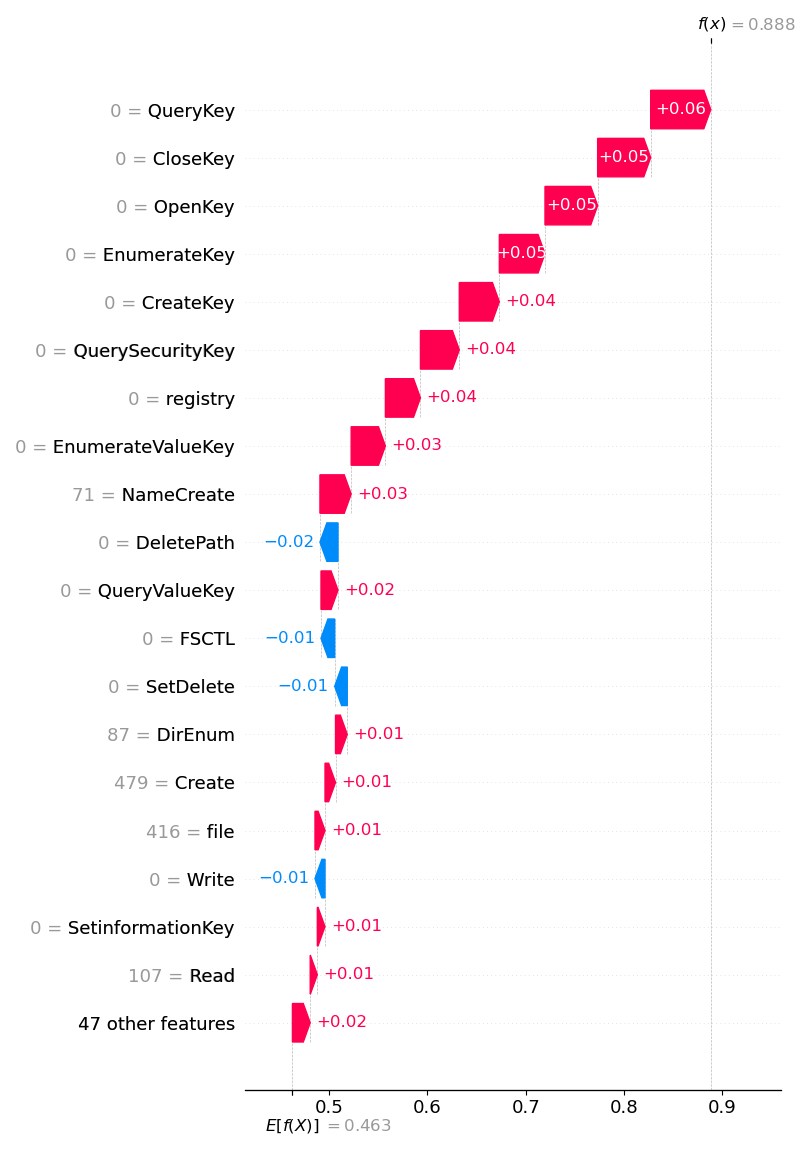 f(x) = 0.888
0 = QueryKey +0.06
0 = CloseKey +0.05
0 = OpenKey +0.05
0 = EnumerateKey +0.05
0 = CreateKey +0.04
0 = QuerySecurityKey +0.04
0 = registry +0.04
0 = EnumerateValueKey +0.03
71 = NameCreate +0.03
0 = DeletePath −0.02
0 = QueryValueKey +0.02
0 = FSCTL −0.01
0 = SetDelete −0.01
87 = DirEnum +0.01
479 = Create +0.01
416 = file +0.01
0 = Write −0.01
0 = SetinformationKey +0.01
107 = Read +0.01
47 other features +0.02
0.5 0.6 0.7 0.8 0.9
E[f(X)] = 0.463